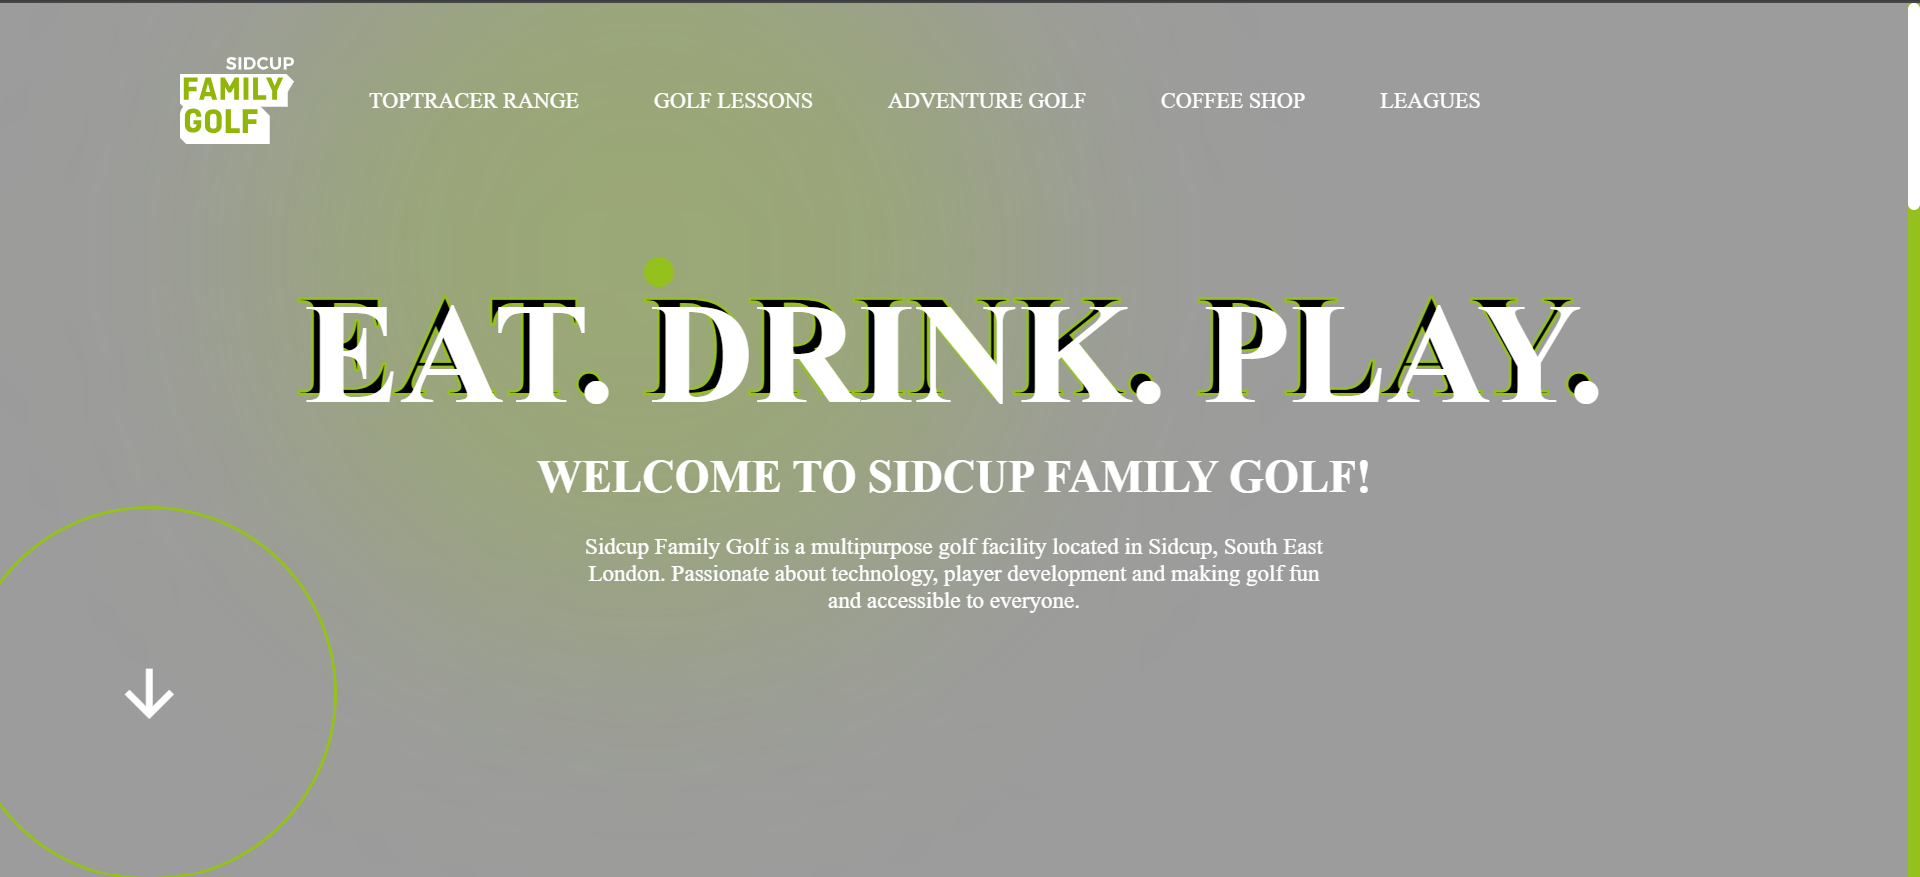 SIDCUP
FAMILY
GOLF
TOPTRACER RANGE
GOLF LESSONS
ADVENTURE GOLF
COFFEE SHOP
LEAGUES
EAT. DRINK. PLAY.
WELCOME TO SIDCUP FAMILY GOLF!
Sidcup Family Golf is a multipurpose golf facility located in Sidcup, South East
London. Passionate about technology, player development and making golf fun
and accessible to everyone.